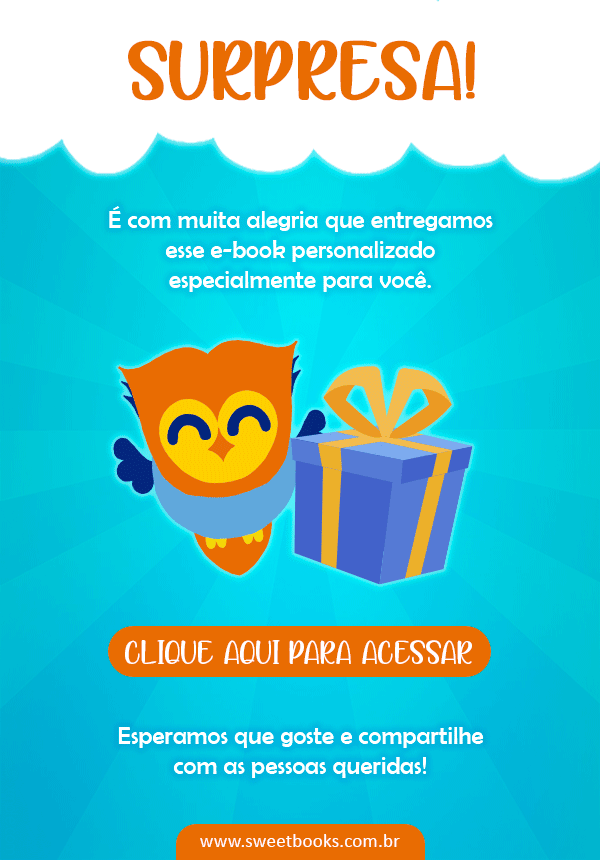 SURPRESA!
É com muita alegria que entregamos
esse e-book personalizado
especialmente para você.
CLIQUE AQUI PARA ACESSAR
Esperamos que goste e compartilhe
com as pessoas queridas!
www.sweetbooks.com.br